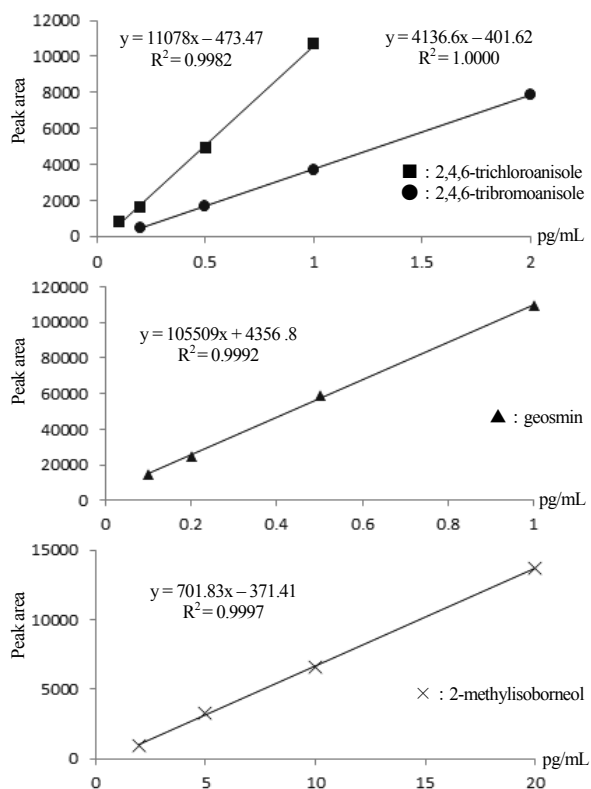 12000
y = 11078x – 473.47
R² = 0.9982
y = 4136.6x – 401.62
R² = 1.0000
10000
8000
6000
4000
2000
0
Peak area
■ : 2,4,6-trichloroanisole
● : 2,4,6-tribromoanisole
0 0.5 1 1.5 2 pg/mL
120000
100000
80000
60000
40000
20000
0
Peak area
y = 105509x + 4356 .8
R² = 0.9992
▲ : geosmin
0 0.2 0.4 0.6 0.8 1 pg/mL
15000
10000
5000
0
Peak area
y = 701.83x – 371.41
R² = 0.9997
× : 2-methylisoborneol
0 5 10 15 20 pg/mL